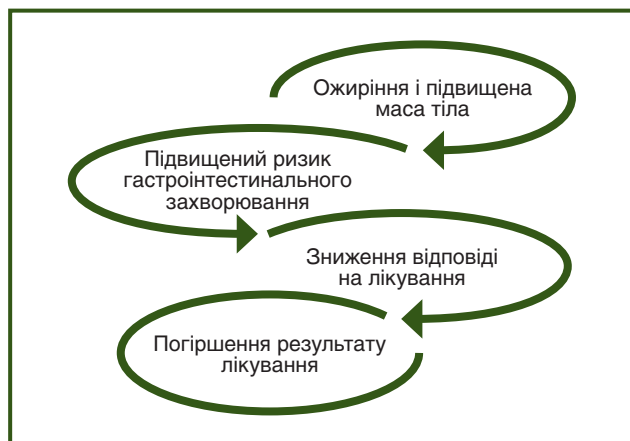 Ожиріння і підвищена
маса тіла
Підвищений ризик
гастроінтестинального
захворювання
Зниження відповіді
на лікування
Погіршення результату
лікування